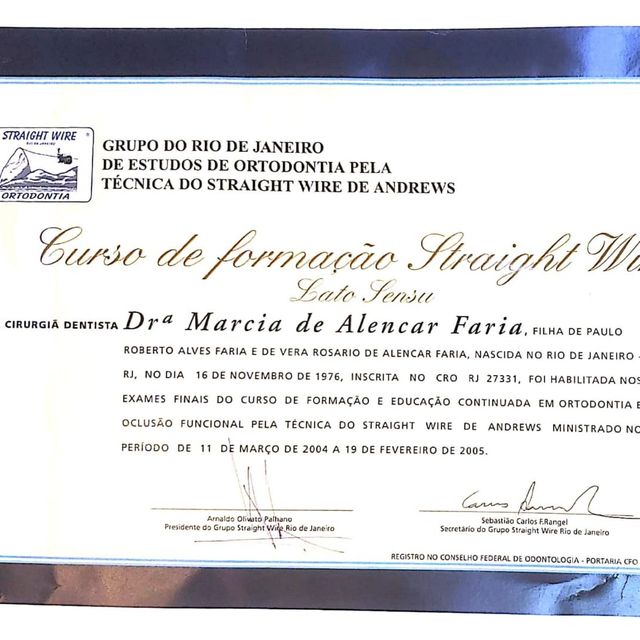 STRAIGHT WIRE ®
RIO DE JANEIRO
ORTODONTIA
GRUPO DO RIO DE JANEIRO
DE ESTUDOS DE ORTODONTIA PELA
TÉCNICA DO STRAIGHT WIRE DE ANDREWS
Curso de formação Straight Wi
Lato Sensu
CIRURGIÃ DENTISTA Drª Marcia de Alencar Faria, FILHA DE PAULO
ROBERTO ALVES FARIA E DE VERA ROSARIO DE ALENCAR FARIA, NASCIDA NO RIO DE JANEIRO -
RJ, NO DIA 16 DE NOVEMBRO DE 1976, INSCRITA NO CRO RJ 27331, FOI HABILITADA NOS
EXAMES FINAIS DO CURSO DE FORMAÇÃO E EDUCAÇÃO CONTINUADA EM ORTODONTIA E
OCLUSÃO FUNCIONAL PELA TÉCNICA DO STRAIGHT WIRE DE ANDREWS MINISTRADO NO
PERÍODO DE 11 DE MARÇO DE 2004 A 19 DE FEVEREIRO DE 2005.
Arnaldo Olivato Palhano
Presidente do Grupo Straight Wire Rio de Janeiro
Sebastião Carlos F.Rangel
Secretário do Grupo Straight Wire Rio de Janeiro
REGISTRO NO CONSELHO FEDERAL DE ODONTOLOGIA - PORTARIA CFO